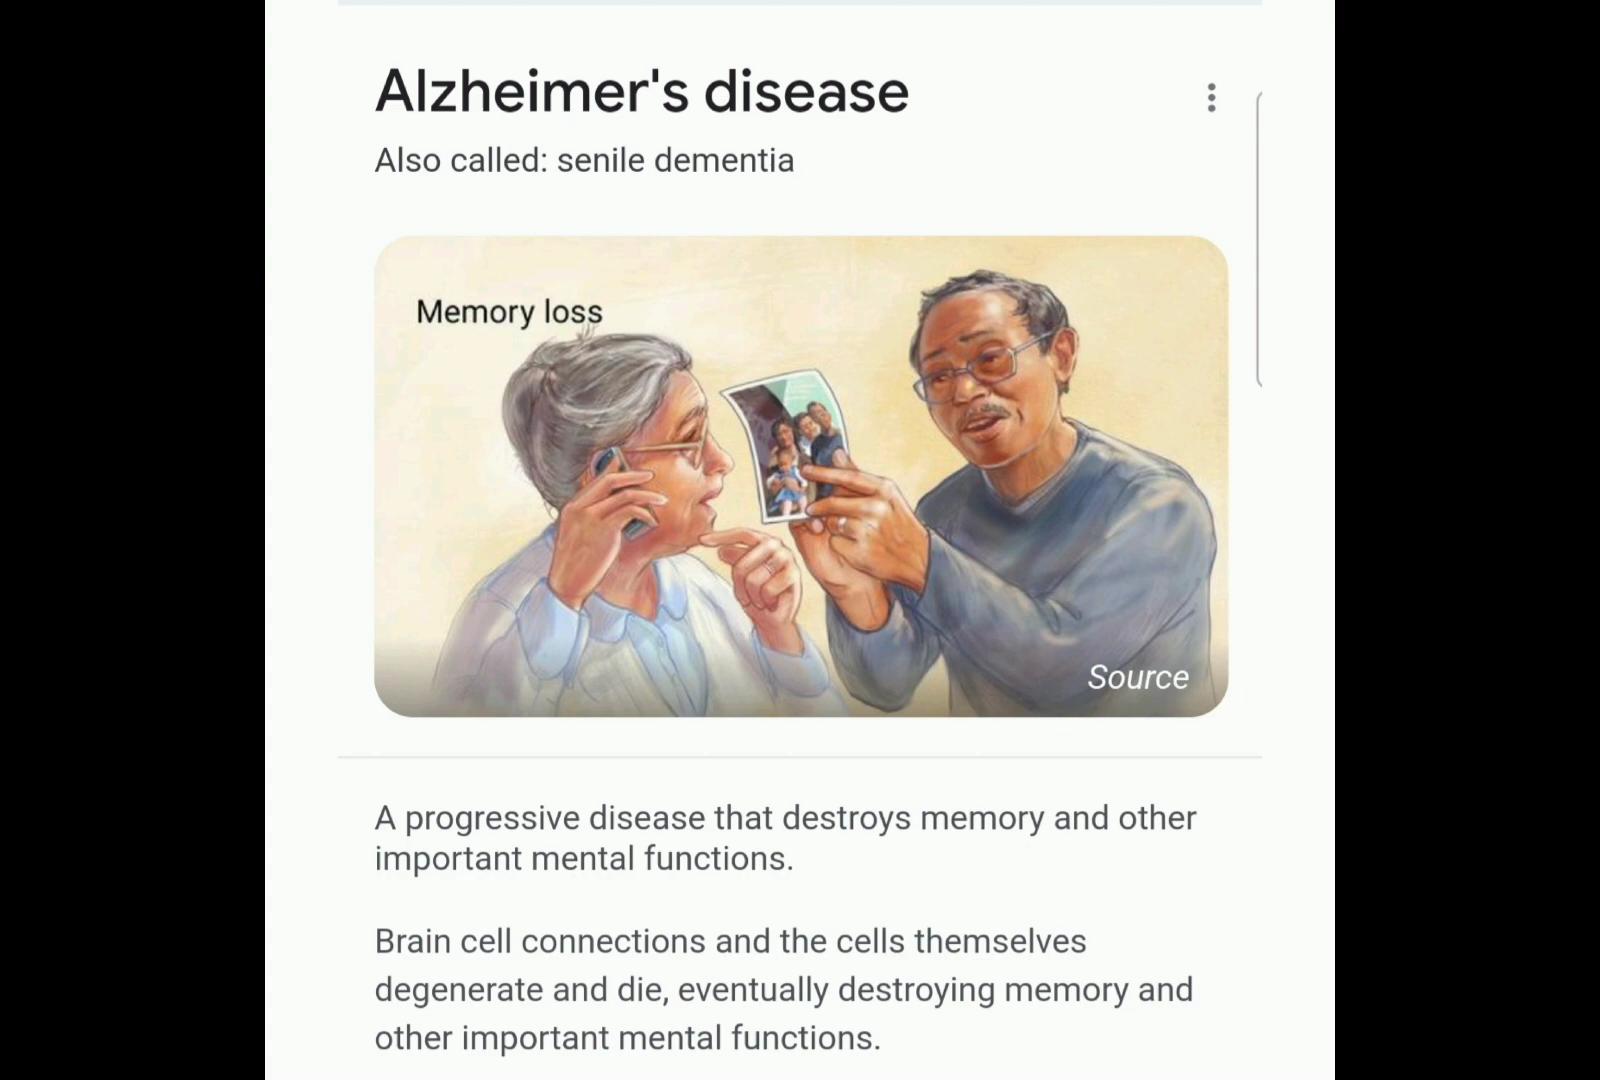 Alzheimer's disease
Also called: senile dementia
Memory loss
Source
A progressive disease that destroys memory and other
important mental functions.
Brain cell connections and the cells themselves
degenerate and die, eventually destroying memory and
other important mental functions.